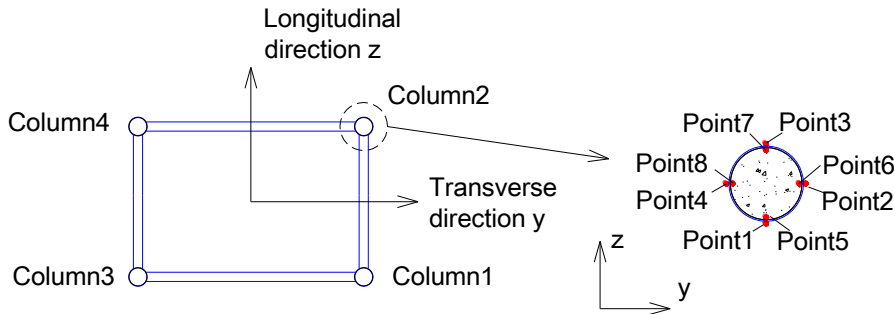 Longitudinal
direction z
Column2
Column4
Transverse
direction y
Column3
Column1
Point7
Point3
Point8
Point6
Point4
Point2
Point1
Point5
z
y